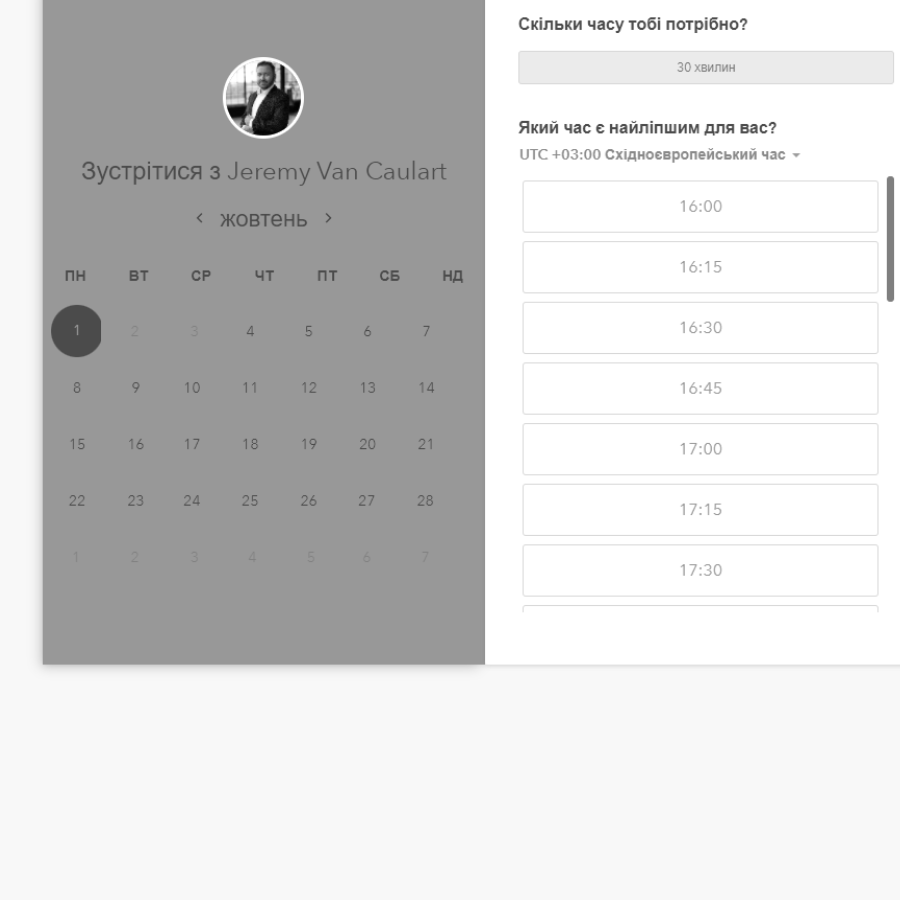 Зустрітися з Jeremy Van Caulart
жовтень
ПН ВТ СР ЧТ ПТ СБ НД
1 2 3 4 5 6 7
8 9 10 11 12 13 14
15 16 17 18 19 20 21
22 23 24 25 26 27 28
1 2 3 4 5 6 7
Скільки часу тобі потрібно?
30 хвилин
Який час є найліпшим для вас?
UTC +03:00 Східноєвропейський час
16:00
16:15
16:30
16:45
17:00
17:15
17:30